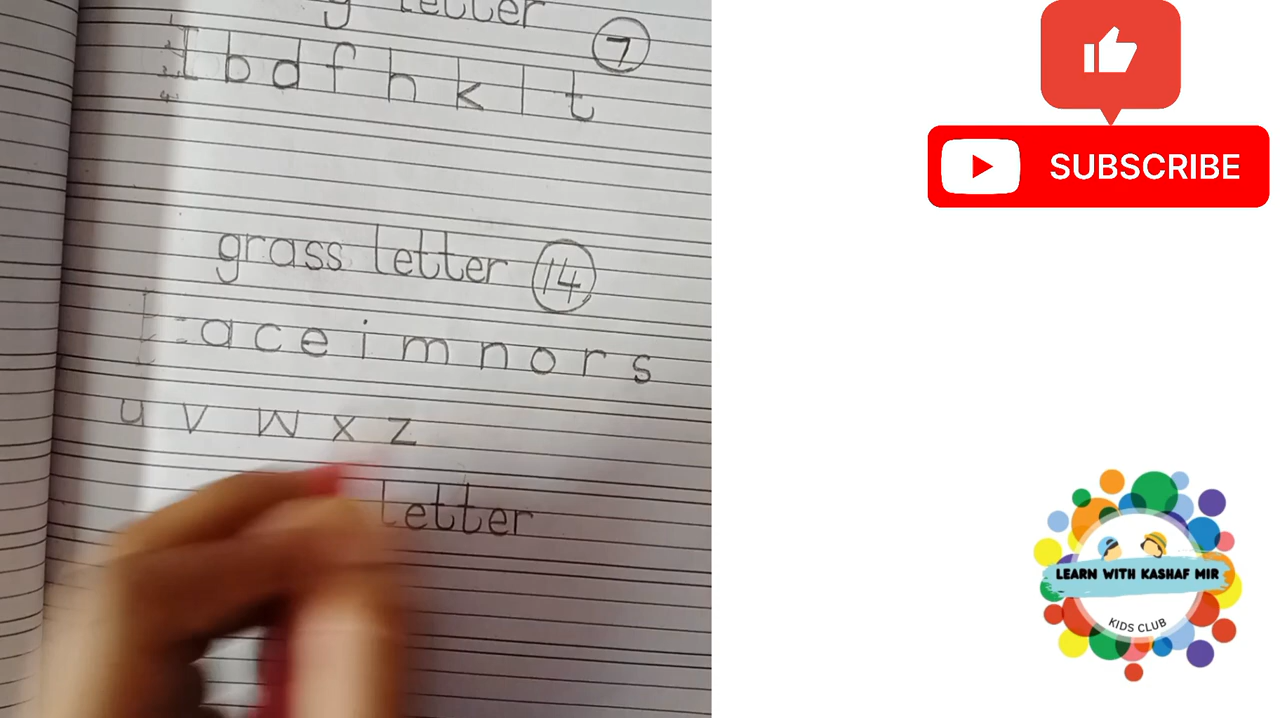 letter 7
b d f h k l t
grass letter 14
a c e i m n o r s
u v w x z
letter
SUBSCRIBE
LEARN WITH KASHAF MIR
KIDS CLUB